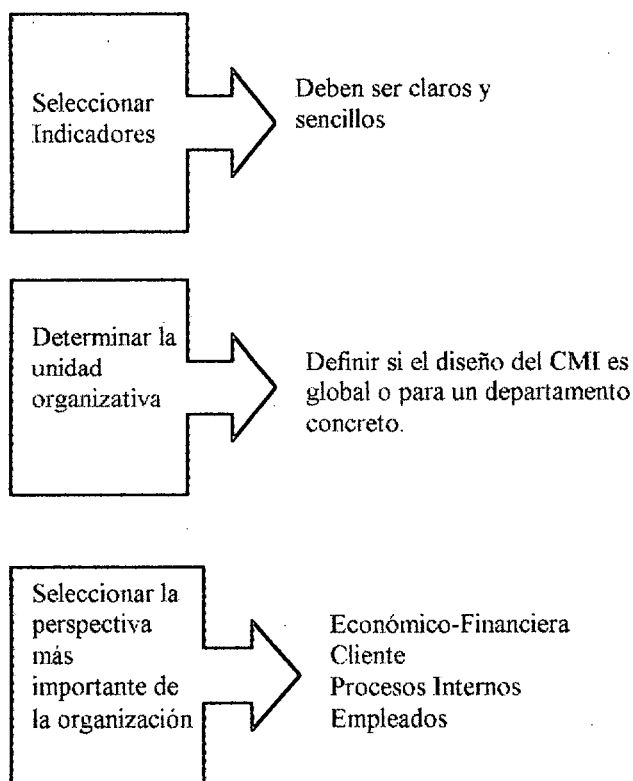 Seleccionar
Indicadores
Deben ser claros y
sencillos
Determinar la
unidad
organizativa
Definir si el diseño del CMI es
global o para un departamento
concreto.
Seleccionar la
perspectiva
más
importante de
la organización
Económico-Financiera
Cliente
Procesos Internos
Empleados